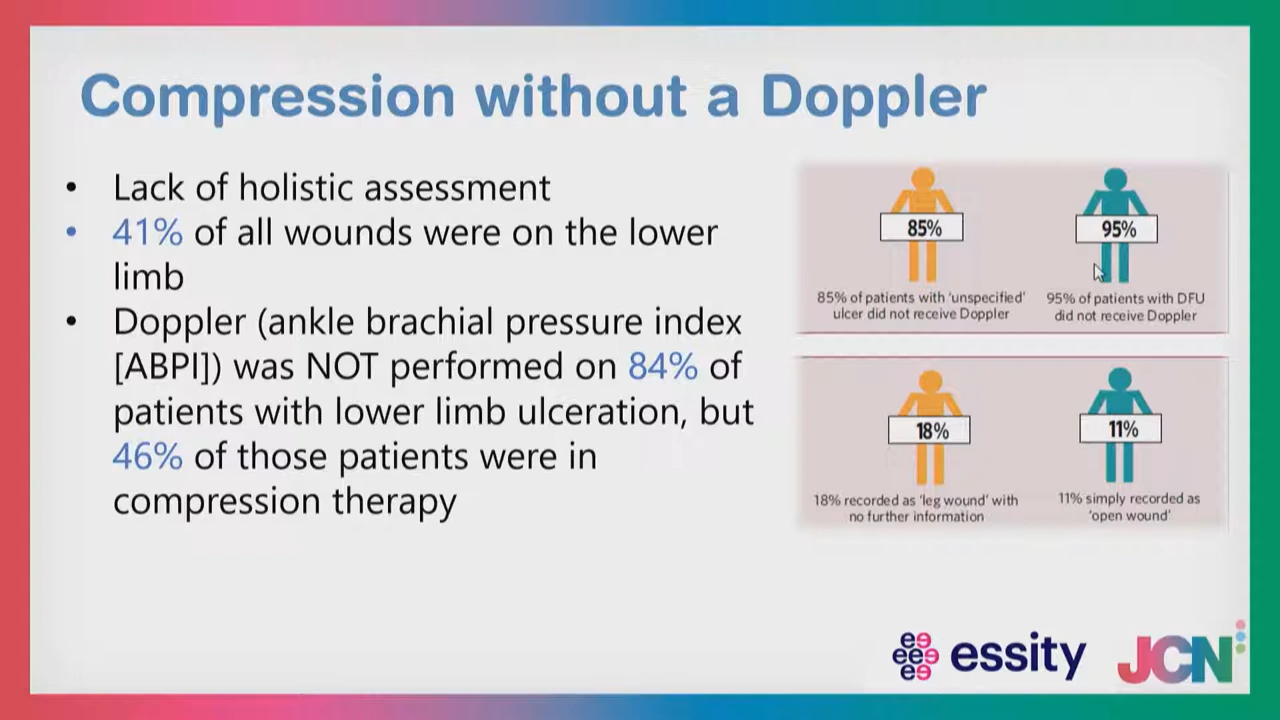 Compression without a Doppler
• Lack of holistic assessment
• 41% of all wounds were on the lower
limb
• Doppler (ankle brachial pressure index
[ABPI]) was NOT performed on 84% of
patients with lower limb ulceration, but
46% of those patients were in
compression therapy
85%
85% of patients with ‘unspecified’
ulcer did not receive Doppler
95%
95% of patients with DFU
did not receive Doppler
18%
18% recorded as ‘leg wound’ with
no further information
11%
11% simply recorded as
‘open wound’
essity
JCN